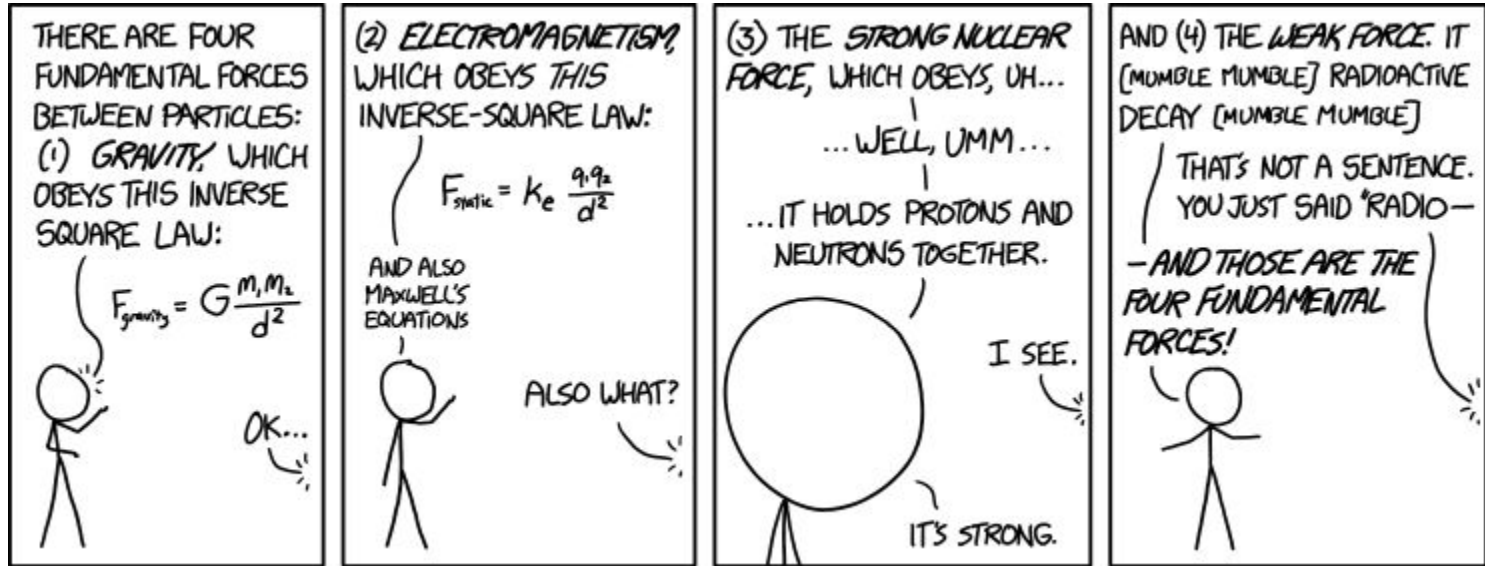 THERE ARE FOUR
FUNDAMENTAL FORCES
BETWEEN PARTICLES:
(1) GRAVITY, WHICH
OBEYS THIS INVERSE
SQUARE LAW:
F_gravity = G m₁m₂/d²
OK...
(2) ELECTROMAGNETISM,
WHICH OBEYS THIS
INVERSE-SQUARE LAW:
F_static = Kₑ q₁q₂/d²
AND ALSO
MAXWELL'S
EQUATIONS
ALSO WHAT?
(3) THE STRONG NUCLEAR
FORCE, WHICH OBEYS, UH...
...WELL, UMM...
...IT HOLDS PROTONS AND
NEUTRONS TOGETHER.
I SEE.
IT'S STRONG.
AND (4) THE WEAK FORCE. IT
[MUMBLE MUMBLE] RADIOACTIVE
DECAY [MUMBLE MUMBLE]
THAT'S NOT A SENTENCE.
YOU JUST SAID "RADIO—
—AND THOSE ARE THE
FOUR FUNDAMENTAL
FORCES!